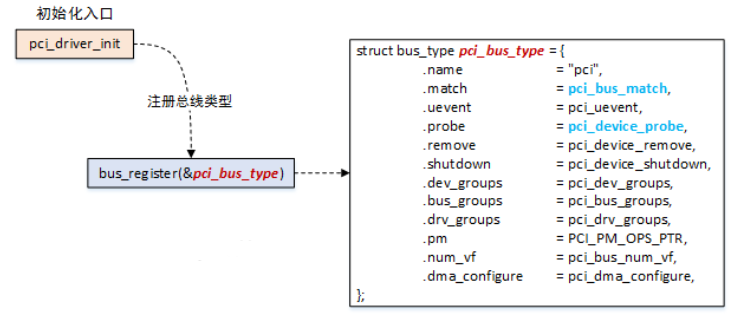 初始化入口
pci_driver_init
注册总线类型
bus_register(&pci_bus_type)
struct bus_type pci_bus_type = {
.name = "pci",
.match = pci_bus_match,
.uevent = pci_uevent,
.probe = pci_device_probe,
.remove = pci_device_remove,
.shutdown = pci_device_shutdown,
.dev_groups = pci_dev_groups,
.bus_groups = pci_bus_groups,
.drv_groups = pci_drv_groups,
.pm = PCI_PM_OPS_PTR,
.num_vf = pci_bus_num_vf,
.dma_configure = pci_dma_configure,
};